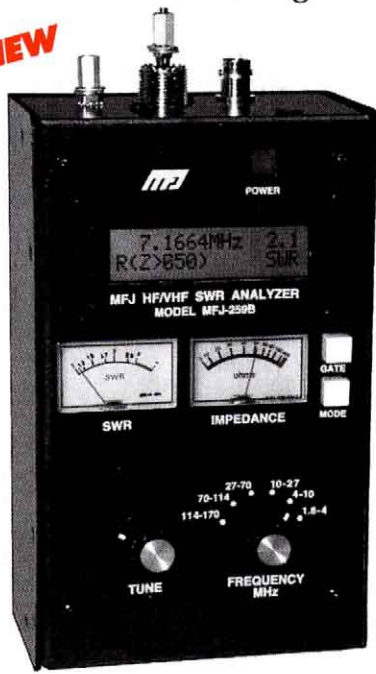 NEW
MFJ
POWER
7.1664MHz 2.1
R(Z>650) SWR
MFJ HF/VHF SWR ANALYZER
MODEL MFJ-259B
SWR
ohms
GATE
MODE
SWR
IMPEDANCE
27-70
10-27
70-114
4-10
114-170
1.8-4
TUNE
FREQUENCY
MHz